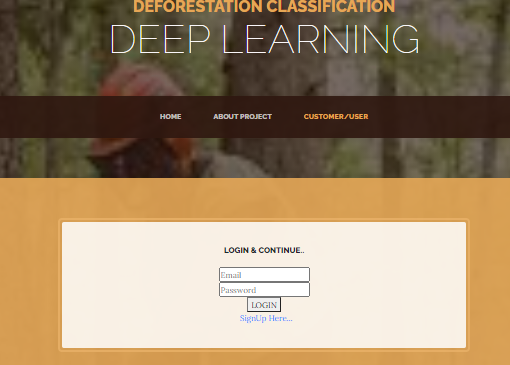 DEFORESTATION CLASSIFICATION
DEEP LEARNING
HOME ABOUT PROJECT CUSTOMER/USER
LOGIN & CONTINUE..
Email
Password
LOGIN
SignUp Here...